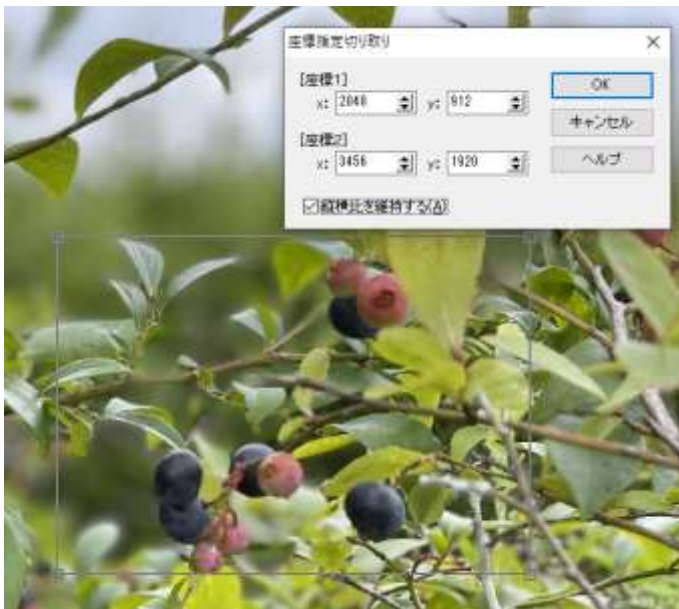 座標指定切り取り
[座標1]
x: 2048 y: 912
OK
キャンセル
[座標2]
x: 3456 y: 1920
ヘルプ
縦横比を維持する(A)